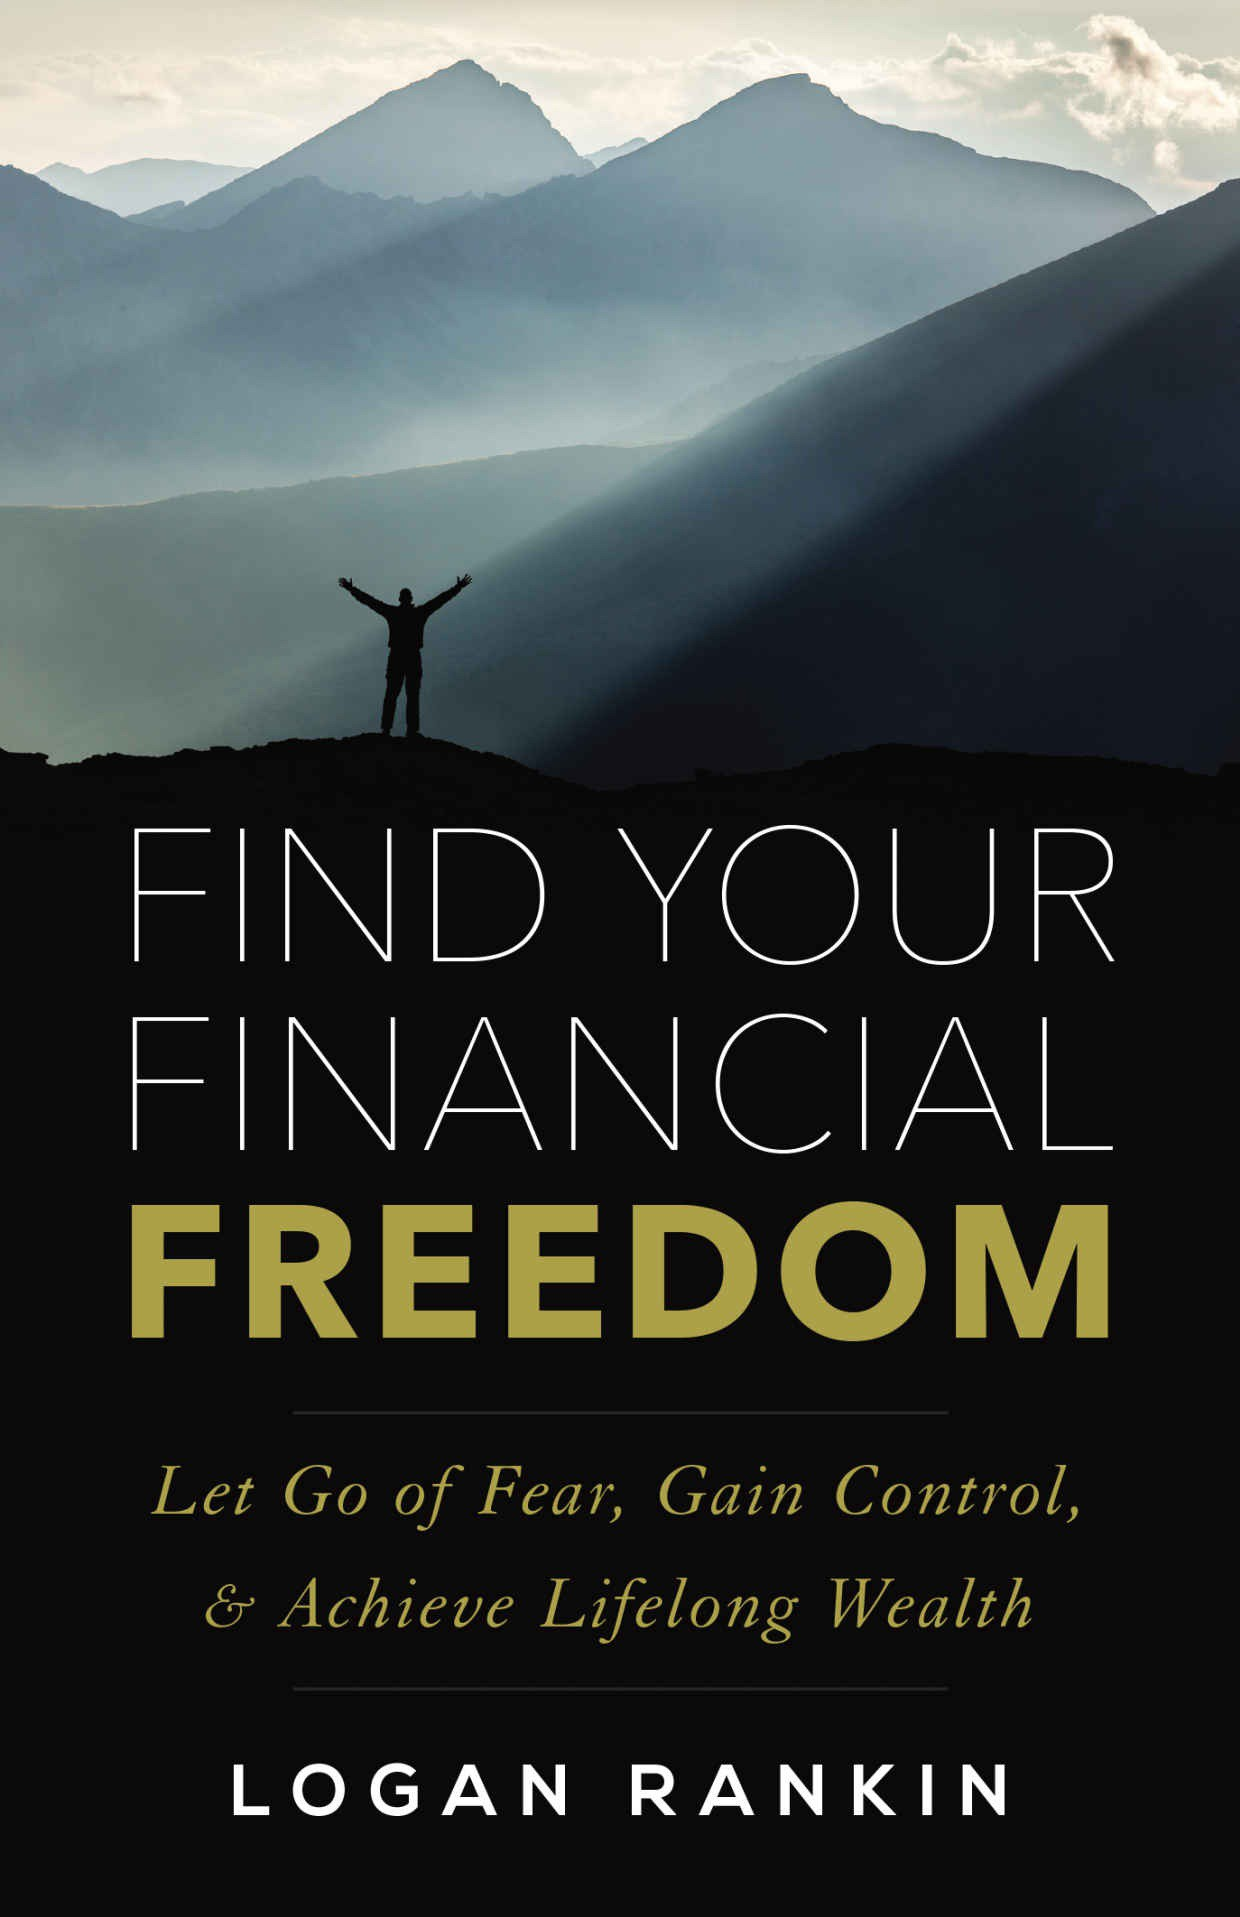 FIND YOUR
FINANCIAL
FREEDOM
Let Go of Fear, Gain Control,
& Achieve Lifelong Wealth
LOGAN RANKIN